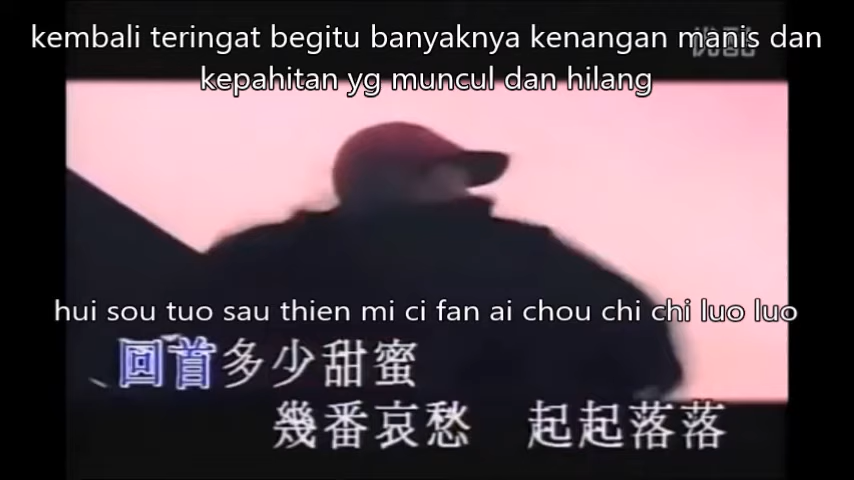 kembali teringat begitu banyaknya kenangan manis dan
kepahitan yg muncul dan hilang
hui sou tuo sau thien mi ci fan ai chou chi chi luo luo
回首多少甜蜜
幾番哀愁 起起落落